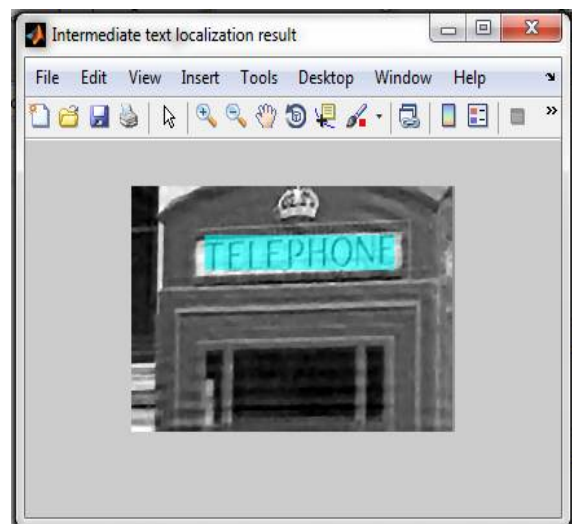 Intermediate text localization result
File Edit View Insert Tools Desktop Window Help
TELEPHONE